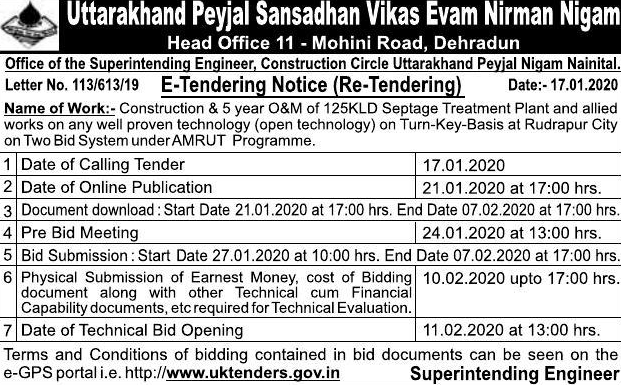 Uttarakhand Peyjal Sansadhan Vikas Evam Nirman Nigam
Head Office 11 - Mohini Road, Dehradun
Office of the Superintending Engineer, Construction Circle Uttarakhand Peyjal Nigam Nainital.
Letter No. 113/613/19 E-Tendering Notice (Re-Tendering) Date:- 17.01.2020
Name of Work:- Construction & 5 year O&M of 125KLD Septage Treatment Plant and allied
works on any well proven technology (open technology) on Turn-Key-Basis at Rudrapur City
on Two Bid System under AMRUT Programme.
1 Date of Calling Tender 17.01.2020
2 Date of Online Publication 21.01.2020 at 17:00 hrs.
3 Document download : Start Date 21.01.2020 at 17:00 hrs. End Date 07.02.2020 at 17:00 hrs.
4 Pre Bid Meeting 24.01.2020 at 13:00 hrs.
5 Bid Submission : Start Date 27.01.2020 at 10:00 hrs. End Date 07.02.2020 at 17:00 hrs.
6 Physical Submission of Earnest Money, cost of Bidding 10.02.2020 upto 17:00 hrs.
document along with other Technical cum Financial
Capability documents, etc required for Technical Evaluation.
7 Date of Technical Bid Opening 11.02.2020 at 13:00 hrs.
Terms and Conditions of bidding contained in bid documents can be seen on the
e-GPS portal i.e. http://www.uktenders.gov.in Superintending Engineer